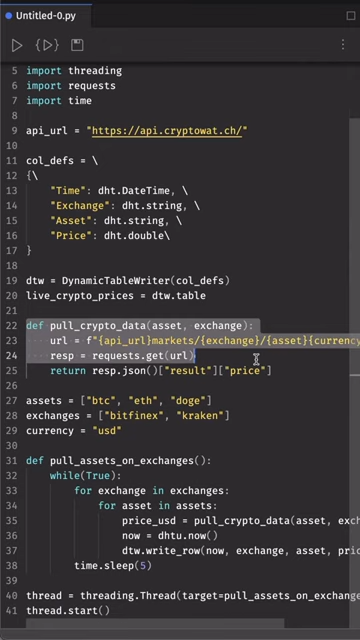 Untitled-0.py
5 import threading
6 import requests
7 import time
8
9 api_url = "https://api.cryptowat.ch/"
10
11 col_defs = \
12 {\
13 "Time": dht.DateTime, \
14 "Exchange": dht.string, \
15 "Asset": dht.string, \
16 "Price": dht.double\
17 }
18
19 dtw = DynamicTableWriter(col_defs)
20 live_crypto_prices = dtw.table
21
22 def pull_crypto_data(asset, exchange):
23 url = f"{api_url}markets/{exchange}/{asset}{currency
24 resp = requests.get(url)
25 return resp.json()["result"]["price"]
26
27 assets = ["btc", "eth", "doge"]
28 exchanges = ["bitfinex", "kraken"]
29 currency = "usd"
30
31 def pull_assets_on_exchanges():
32 while(True):
33 for exchange in exchanges:
34 for asset in assets:
35 price_usd = pull_crypto_data(asset, exch
36 now = dhtu.now()
37 dtw.write_row(now, exchange, asset, pric
38 time.sleep(5)
39
40 thread = threading.Thread(target=pull_assets_on_exchange
41 thread.start()